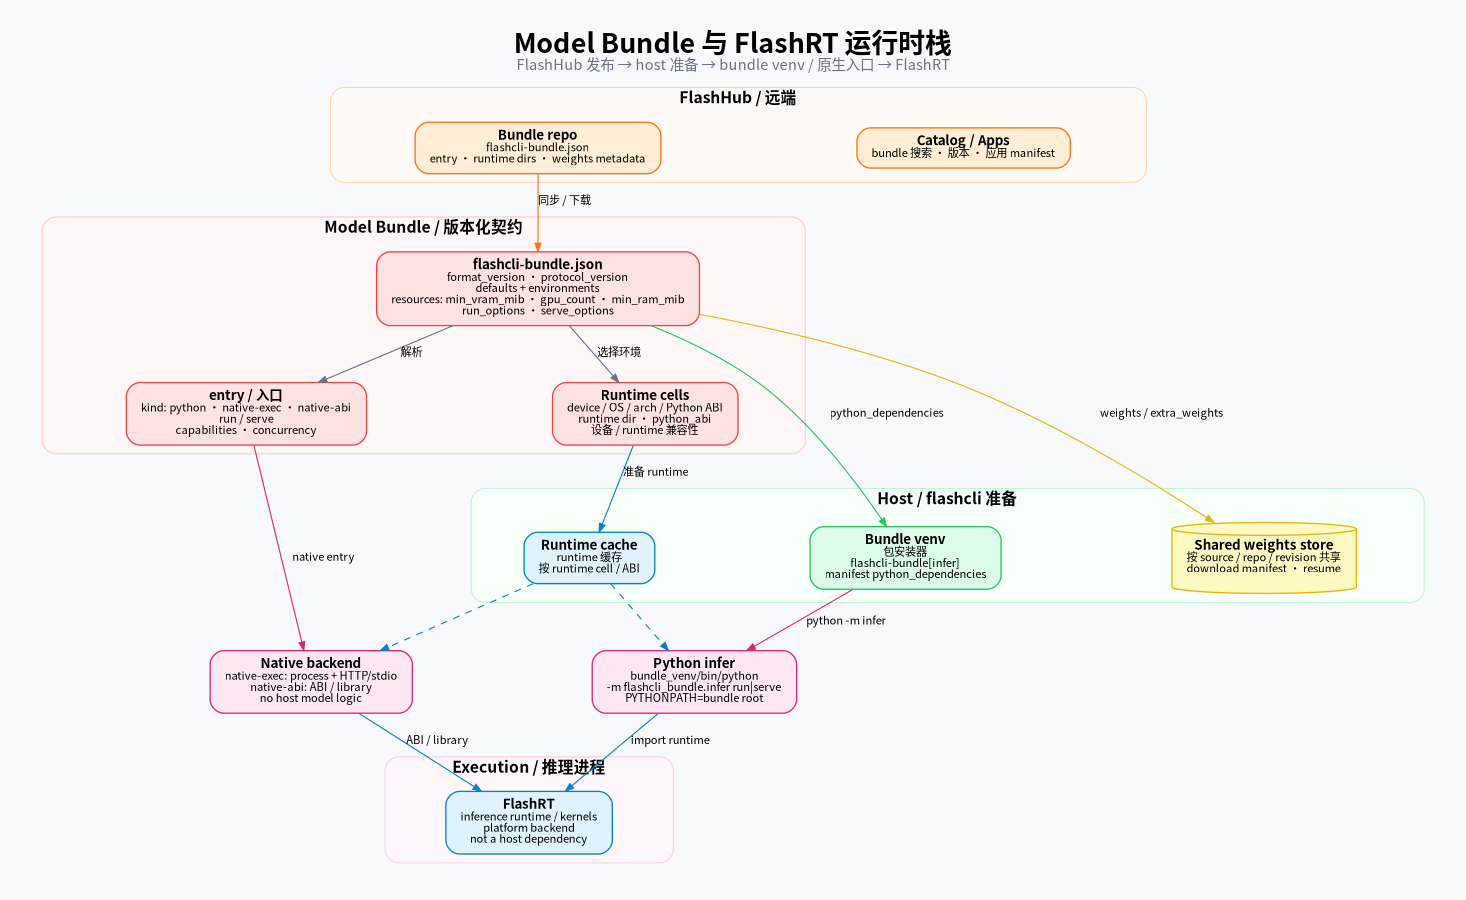 Model Bundle 与 FlashRT 运行时栈
FlashHub 发布 → host 准备 → bundle venv / 原生入口 → FlashRT
FlashHub / 远端
Bundle repo
flashcli-bundle.json
entry · runtime dirs · weights metadata
Catalog / Apps
bundle 搜索 · 版本 · 应用 manifest
同步 / 下载
Model Bundle / 版本化契约
flashcli-bundle.json
format_version · protocol_version
defaults + environments
resources: min_vram_mib · gpu_count · min_ram_mib
run_options · serve_options
解析
选择环境
entry / 入口
kind: python · native-exec · native-abi
run / serve
capabilities · concurrency
Runtime cells
device / OS / arch / Python ABI
runtime dir · python_abi
设备 / runtime 兼容性
python_dependencies
weights / extra_weights
准备 runtime
Host / flashcli 准备
Runtime cache
runtime 缓存
按 runtime cell / ABI
Bundle venv
包安装器
flashcli-bundle[infer]
manifest python_dependencies
Shared weights store
按 source / repo / revision 共享
download manifest · resume
native entry
python -m infer
Native backend
native-exec: process + HTTP/stdio
native-abi: ABI / library
no host model logic
Python infer
bundle_venv/bin/python
-m flashcli_bundle.infer run|serve
PYTHONPATH=bundle root
ABI / library
import runtime
Execution / 推理进程
FlashRT
inference runtime / kernels
platform backend
not a host dependency